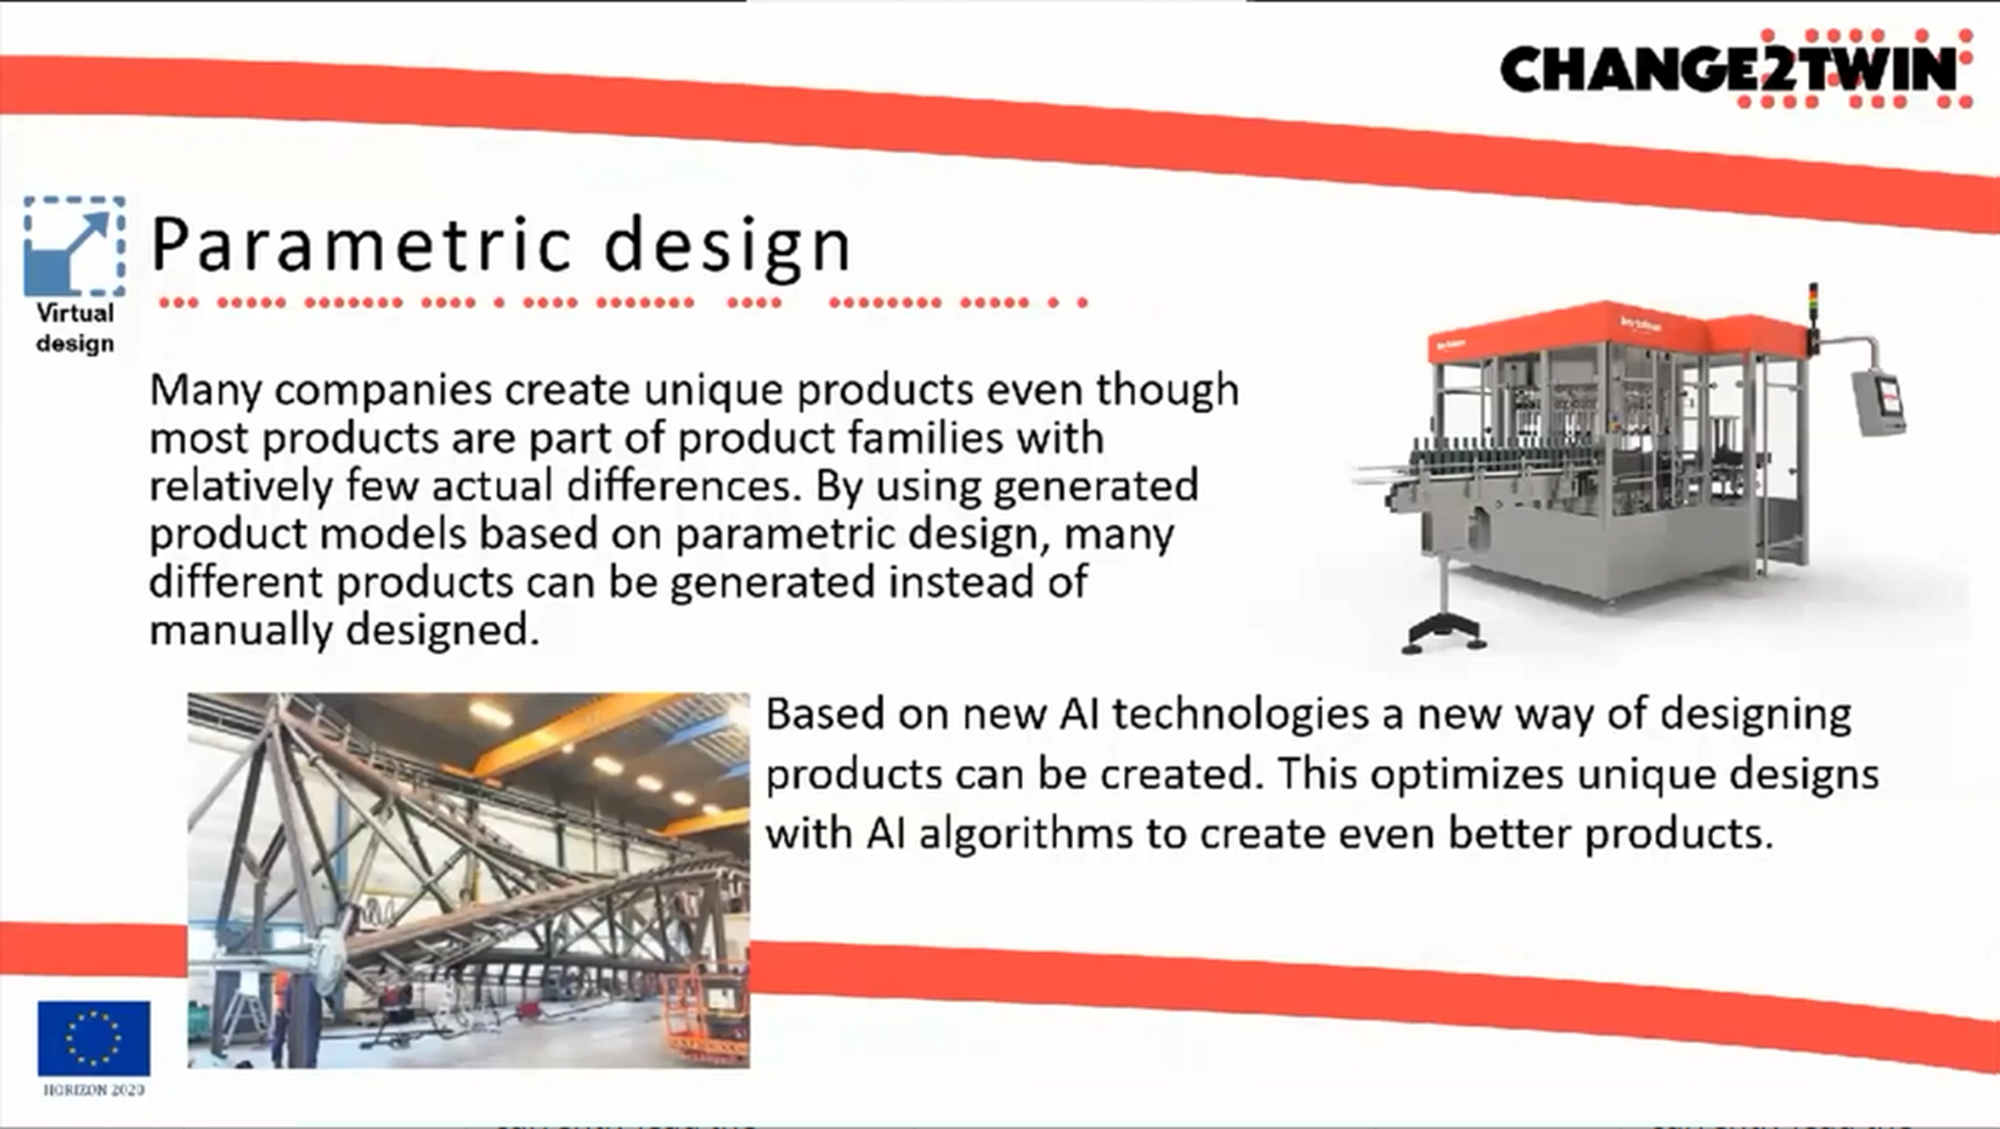 CHANGE2TWIN
Parametric design
Virtual
design
Many companies create unique products even though
most products are part of product families with
relatively few actual differences. By using generated
product models based on parametric design, many
different products can be generated instead of
manually designed.
Based on new AI technologies a new way of designing
products can be created. This optimizes unique designs
with AI algorithms to create even better products.
HORIZON 2020